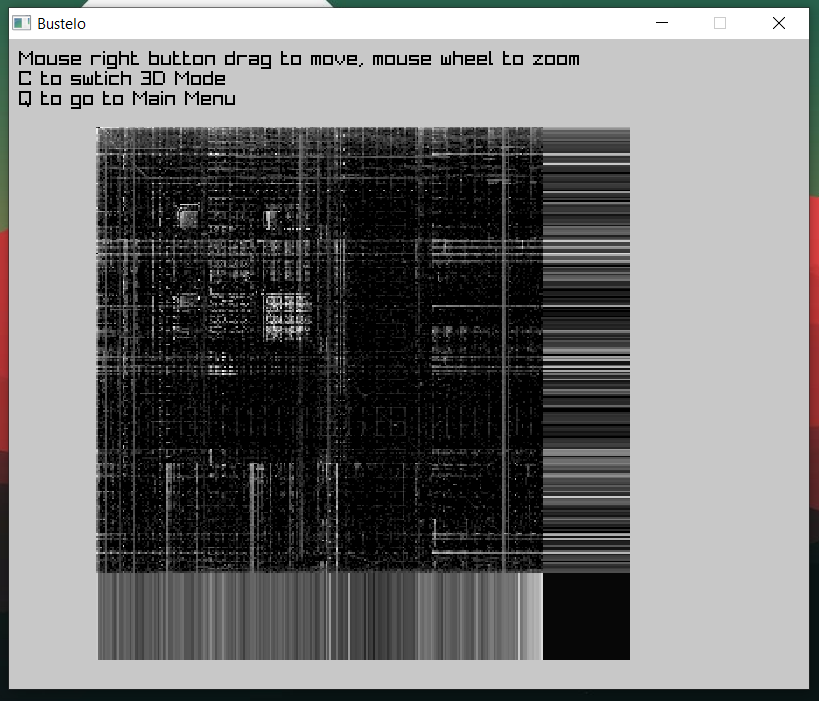 Bustelo
Mouse right button drag to move, mouse wheel to zoom
C to swtich 3D Mode
Q to go to Main Menu